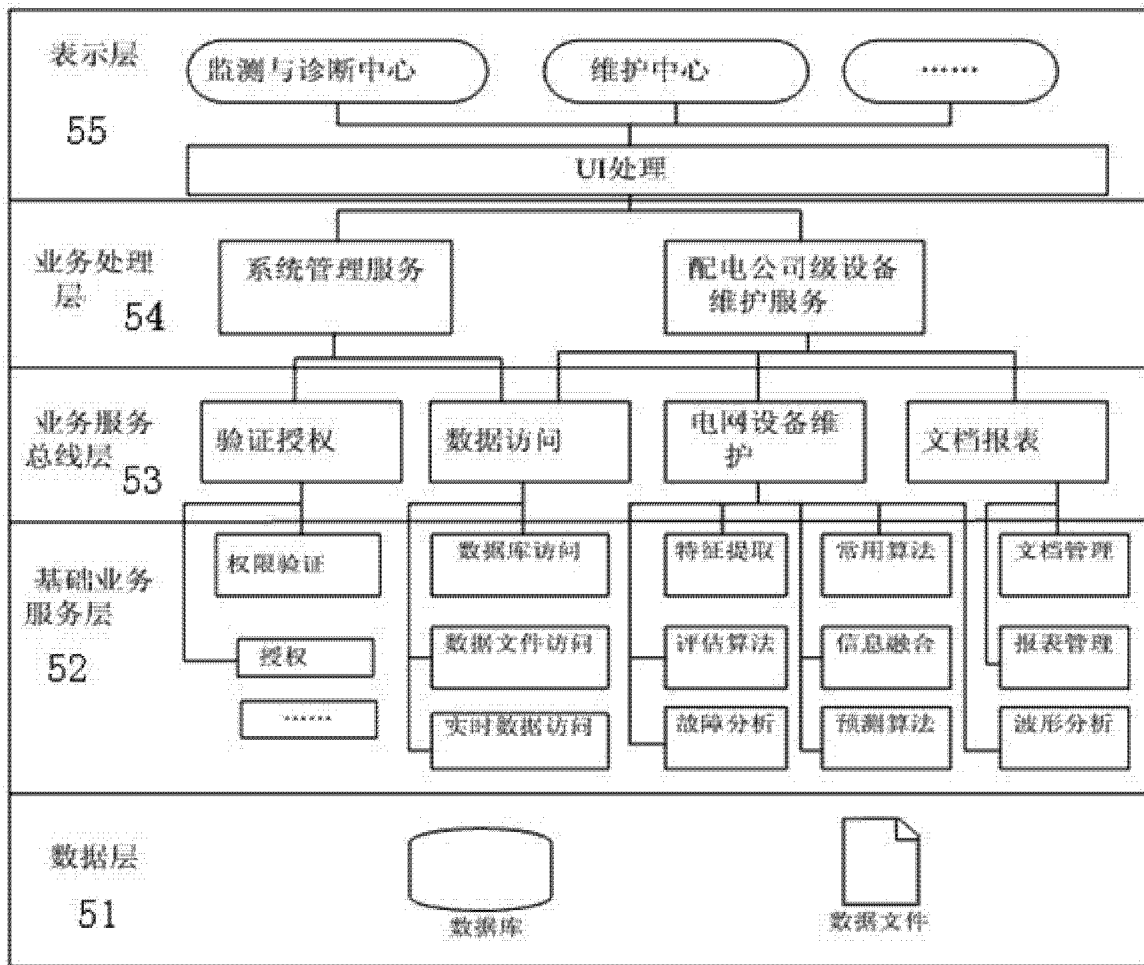 表示层
55
监测与诊断中心
维护中心
……
UI处理
业务处理
层
54
系统管理服务
配电公司级设备
维护服务
业务服务
总线层
53
验证授权
数据访问
电网设备维
护
文档报表
基础业务
服务层
52
权限验证
授权
……
数据库访问
数据文件访问
实时数据访问
特征提取
评估算法
故障分析
常用算法
信息融合
预测算法
文档管理
报表管理
波形分析
数据层
51
数据库
数据文件